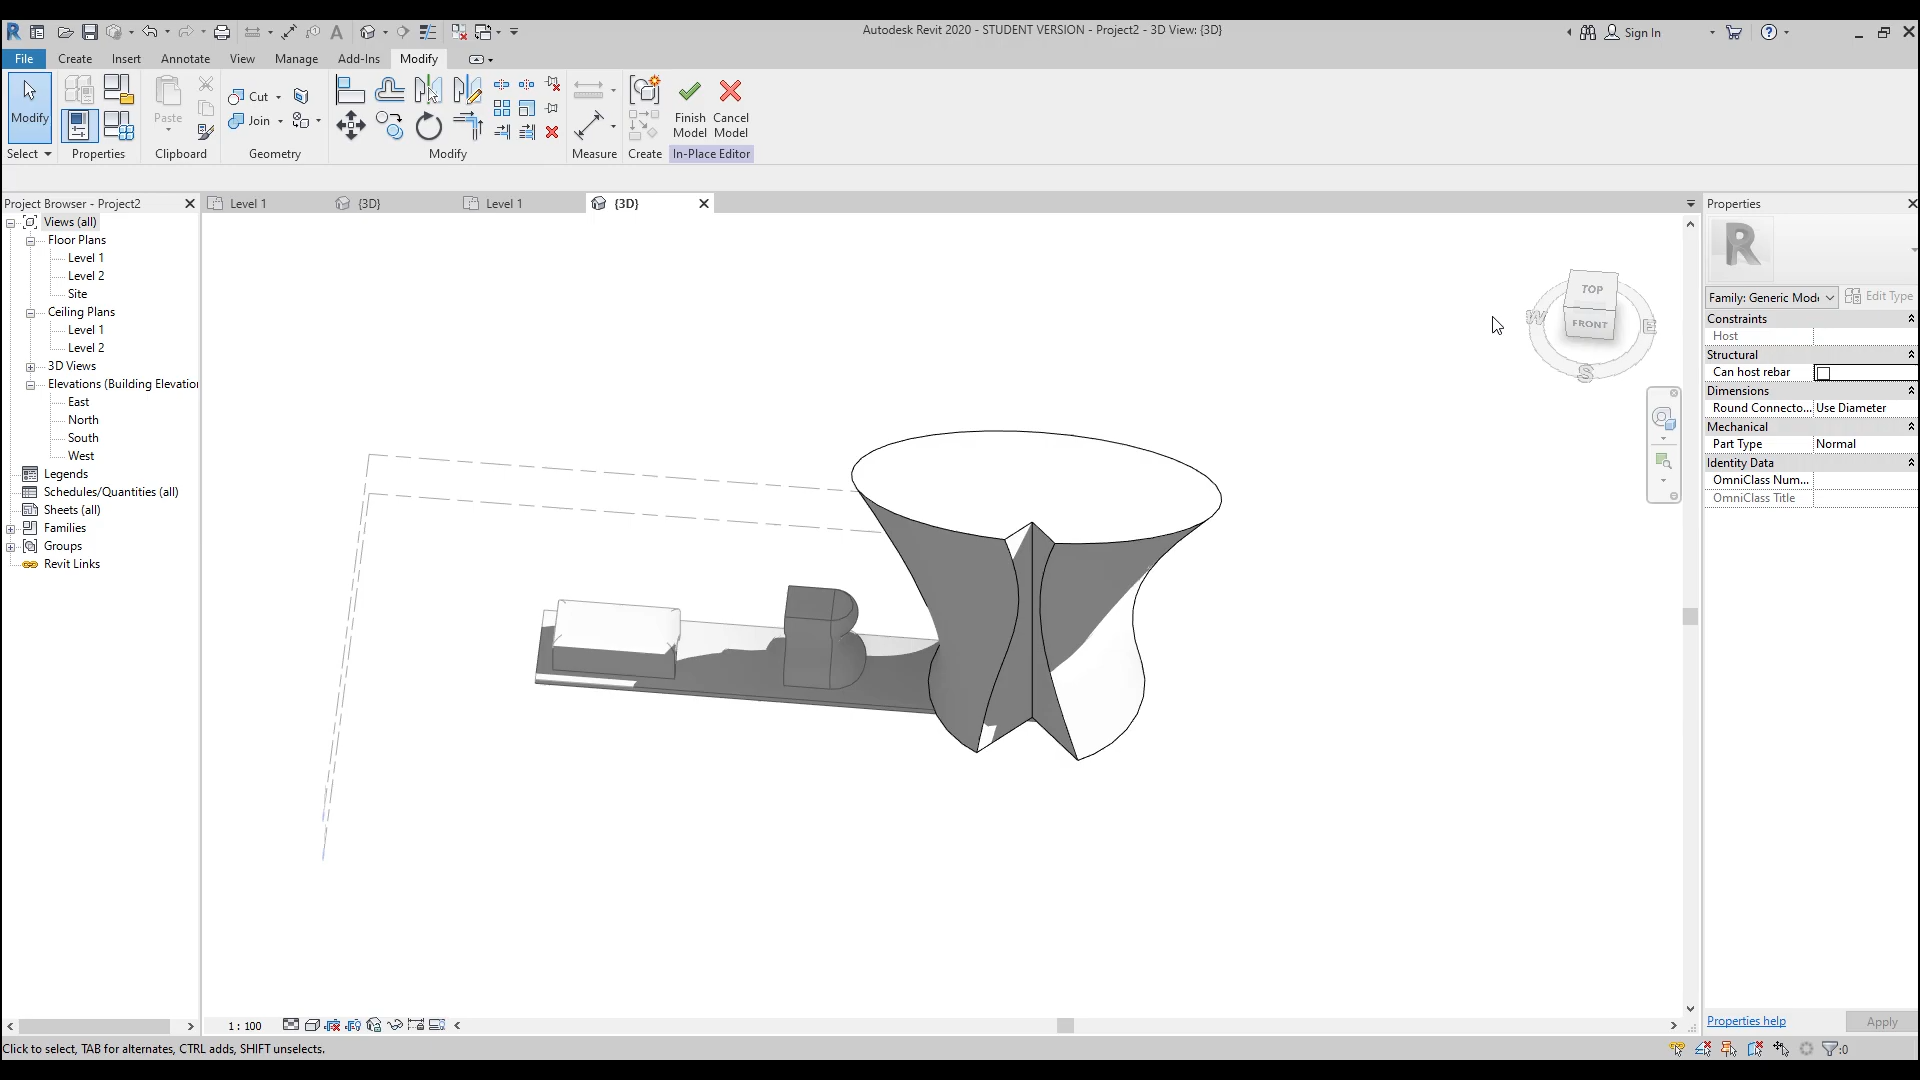 Autodesk Revit 2020 - STUDENT VERSION - Project2 - 3D View: {3D}
Sign In
File
Create
Insert
Annotate
View
Manage
Add-Ins
Modify
Modify
Paste
Cut
Join
Finish
Model
Cancel
Model
Select
Properties
Clipboard
Geometry
Modify
Measure
Create
In-Place Editor
Project Browser - Project2
Level 1
{3D}
Level 1
{3D}
Properties
Views (all)
Floor Plans
Level 1
Level 2
Site
Ceiling Plans
Level 1
Level 2
3D Views
Elevations (Building Elevation
East
North
South
West
Legends
Schedules/Quantities (all)
Sheets (all)
Families
Groups
Revit Links
TOP
FRONT
W
E
S
R
Family: Generic Mode
Edit Type
Constraints
Host
Structural
Can host rebar
Dimensions
Round Connecto... Use Diameter
Mechanical
Part Type Normal
Identity Data
OmniClass Num...
OmniClass Title
Properties help
Apply
1 : 100
Click to select, TAB for alternates, CTRL adds, SHIFT unselects.
:0